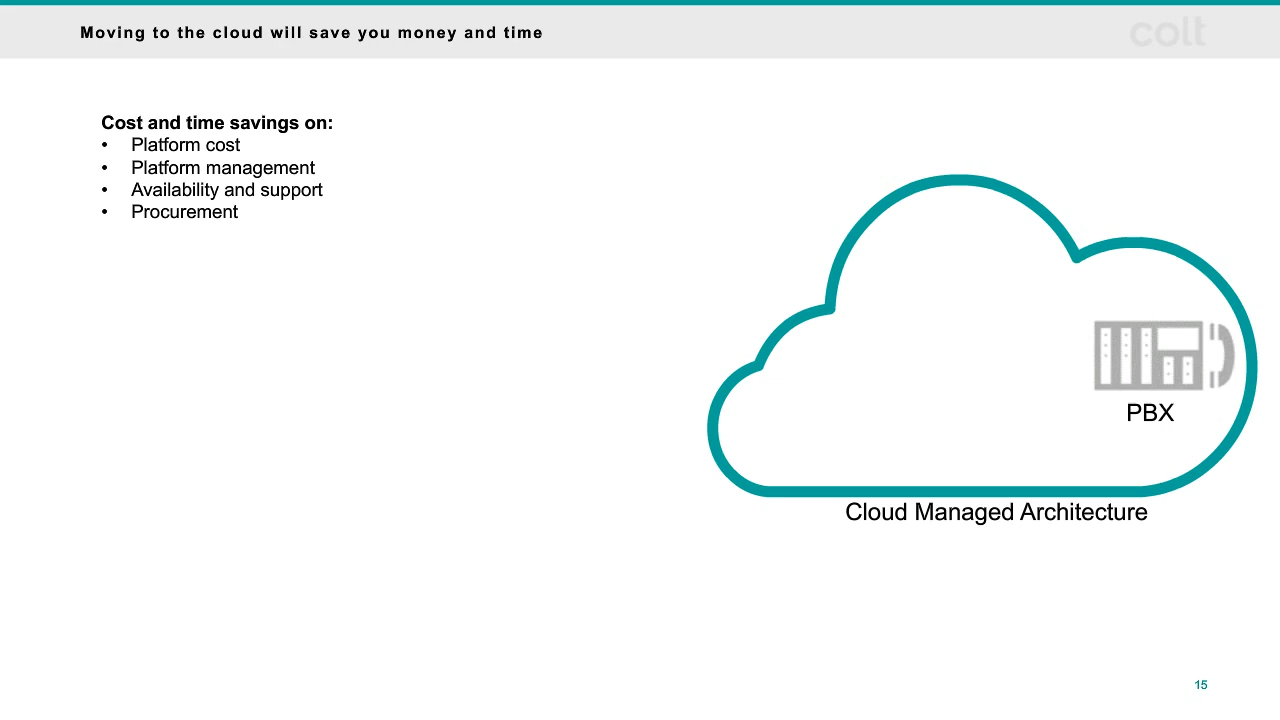 Moving to the cloud will save you money and time
colt
Cost and time savings on:
• Platform cost
• Platform management
• Availability and support
• Procurement
PBX
Cloud Managed Architecture
15